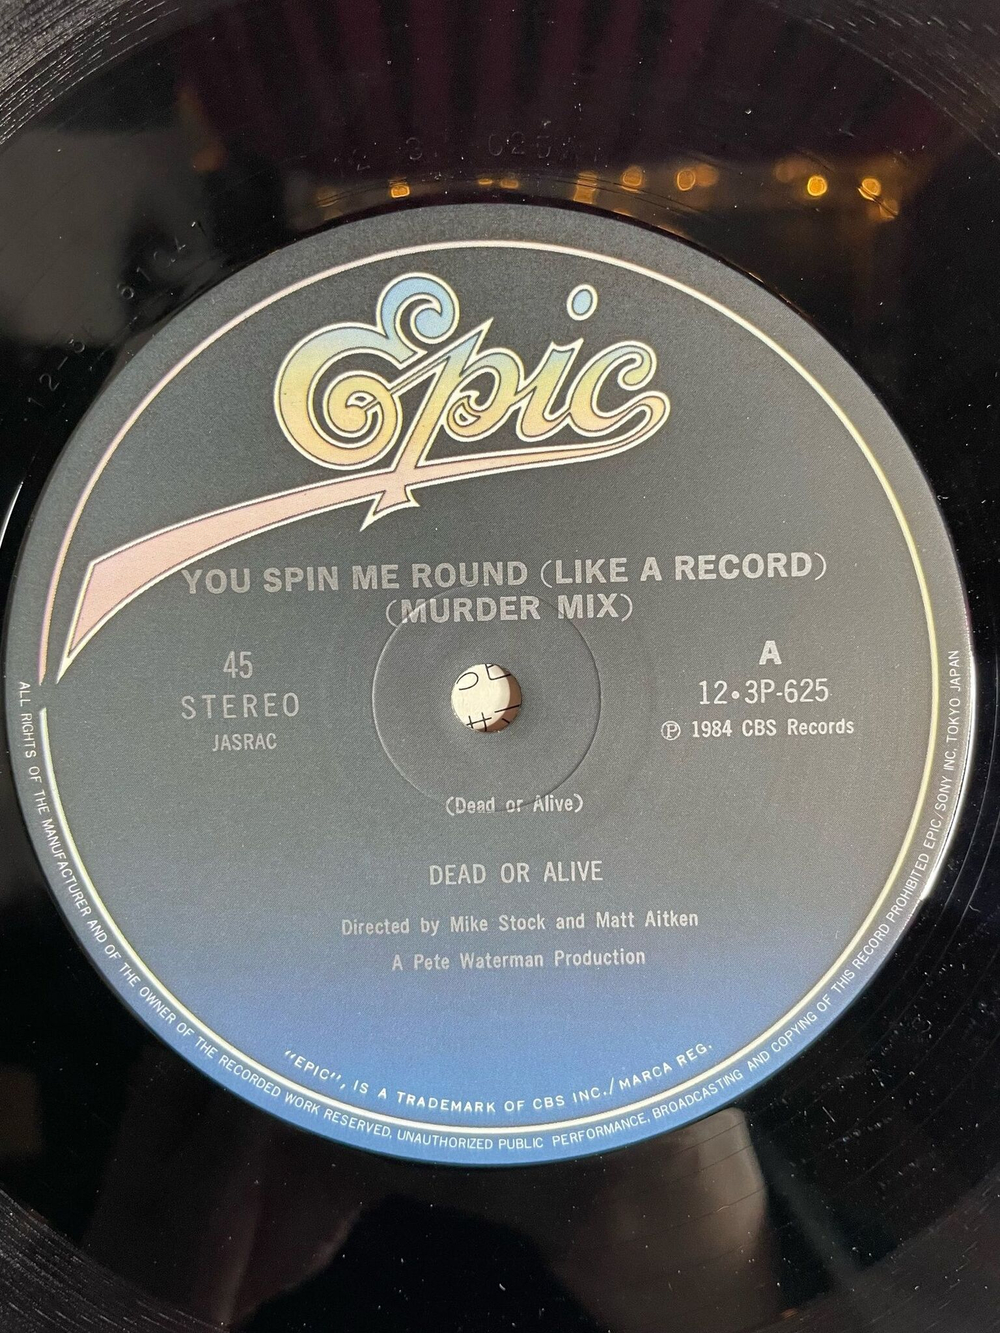 Epic
YOU SPIN ME ROUND (LIKE A RECORD)
(MURDER MIX)
45
STEREO
JASRAC
A
12•3P-625
Ⓟ 1984 CBS Records
(Dead or Alive)
DEAD OR ALIVE
Directed by Mike Stock and Matt Aitken
A Pete Waterman Production
"EPIC", IS A TRADEMARK OF CBS INC./MARCA REG.
ALL RIGHTS OF THE MANUFACTURER AND OF THE OWNER OF THE RECORDED WORK RESERVED. UNAUTHORIZED PUBLIC PERFORMANCE, BROADCASTING AND COPYING OF THIS RECORD PROHIBITED EPIC/SONY INC. TOKYO JAPAN